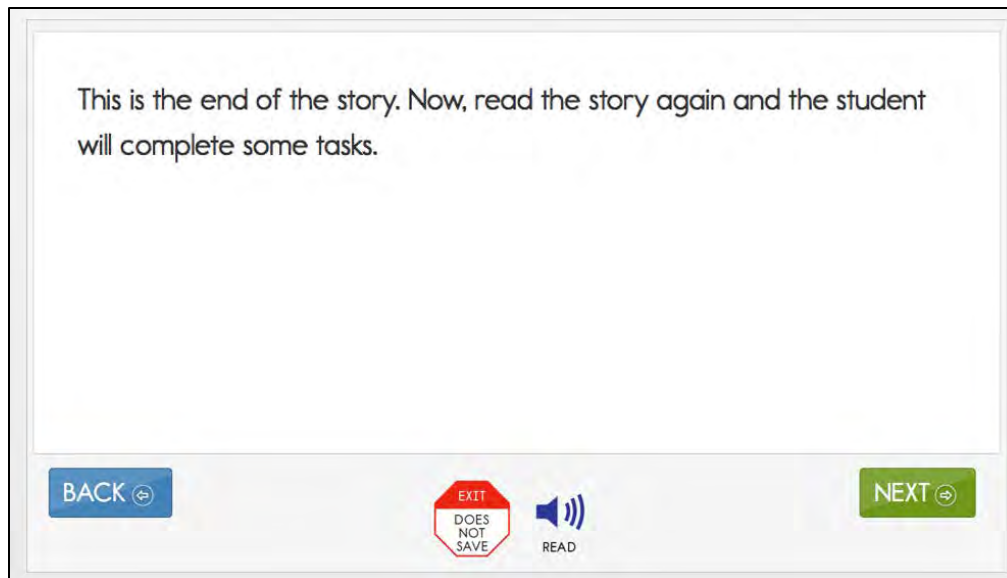 This is the end of the story. Now, read the story again and the student
will complete some tasks.
BACK
EXIT
DOES
NOT
SAVE
READ
NEXT